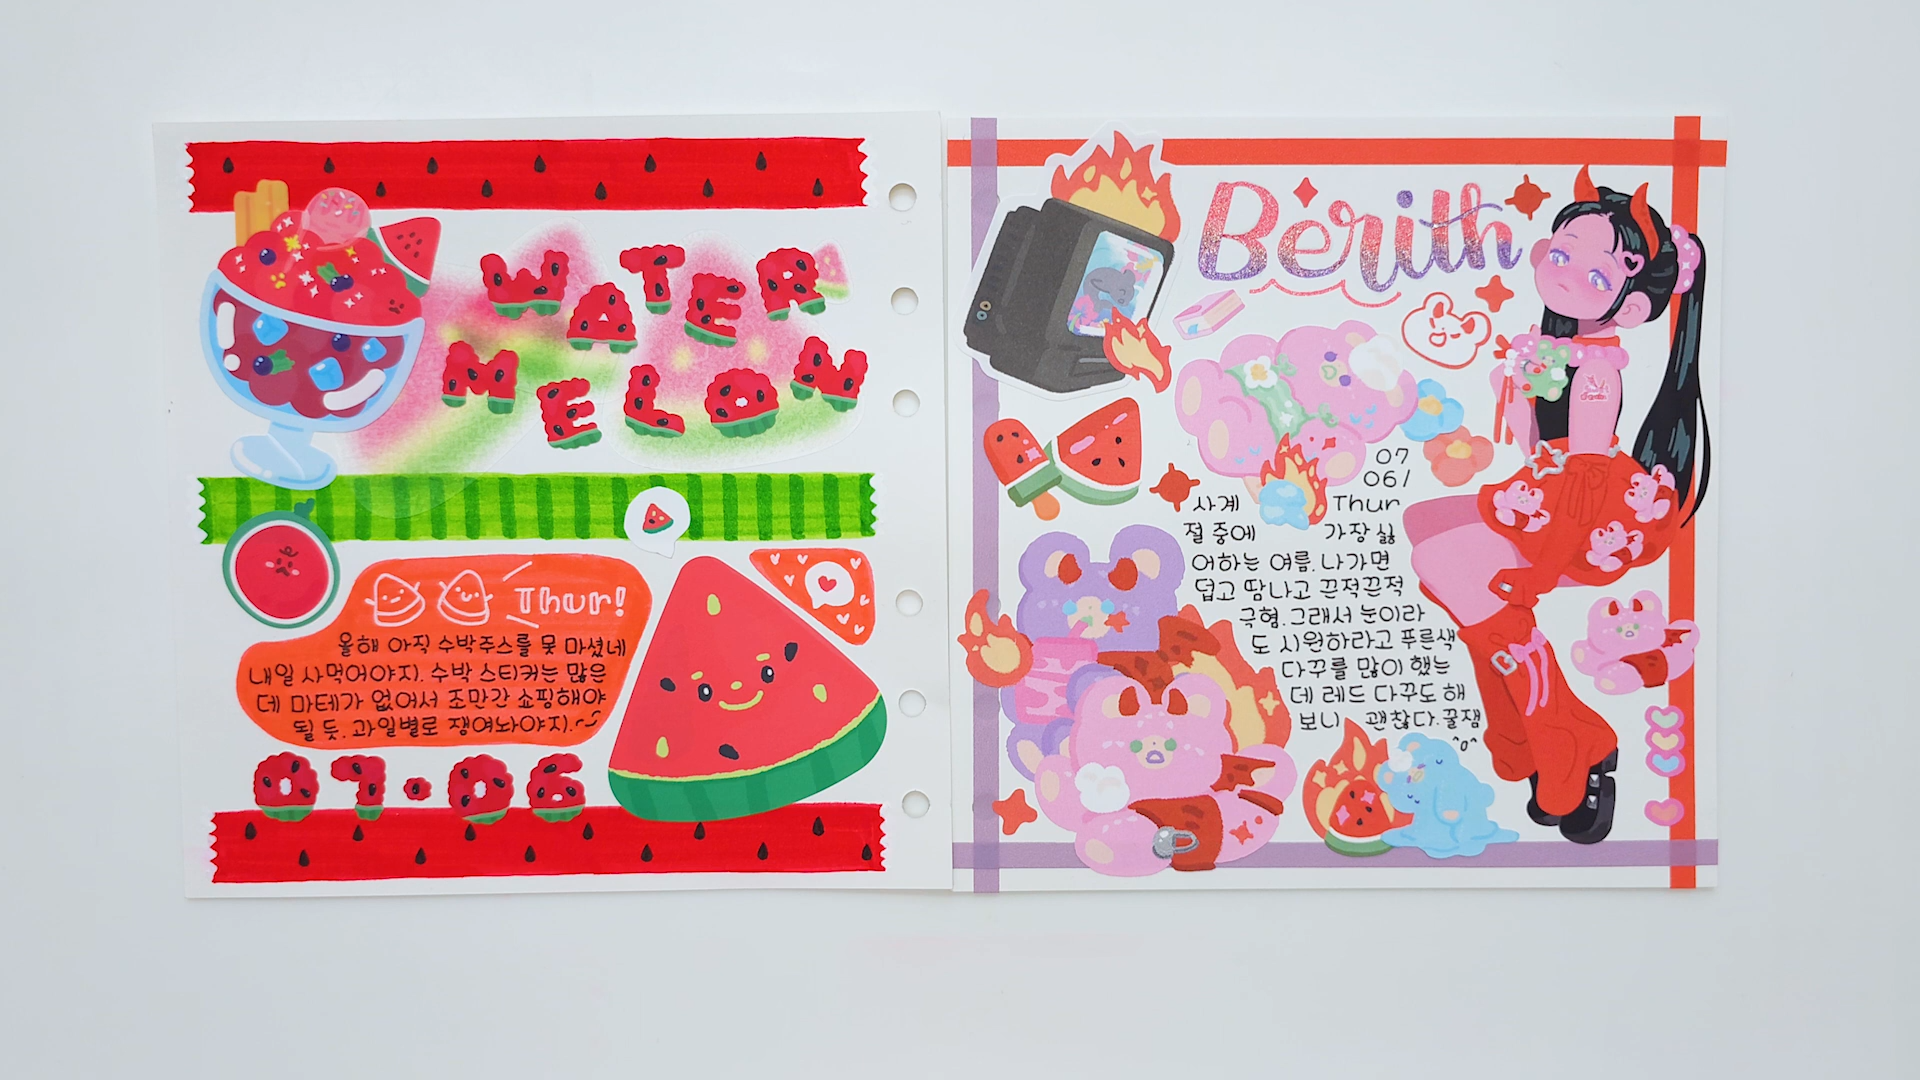 WATER
MELON
Thur!
올해 아직 수박주스를 못 마셨네
내일 사먹어야지. 수박 스티커는 많은
데 마테가 없어서 조만간 쇼핑해야
될 듯. 과일별로 쟁여놔야지.~
07.06
Berith
07
06/
Thur
사계
절 중에 가장 싫
어하는 여름. 나가면
덥고 땀나고 끈적끈적
극혐. 그래서 눈이라
도 시원하라고 푸른색
다꾸를 많이 했는
데 레드 다꾸도 해
보니 괜찮다. 꿀잼
^o^